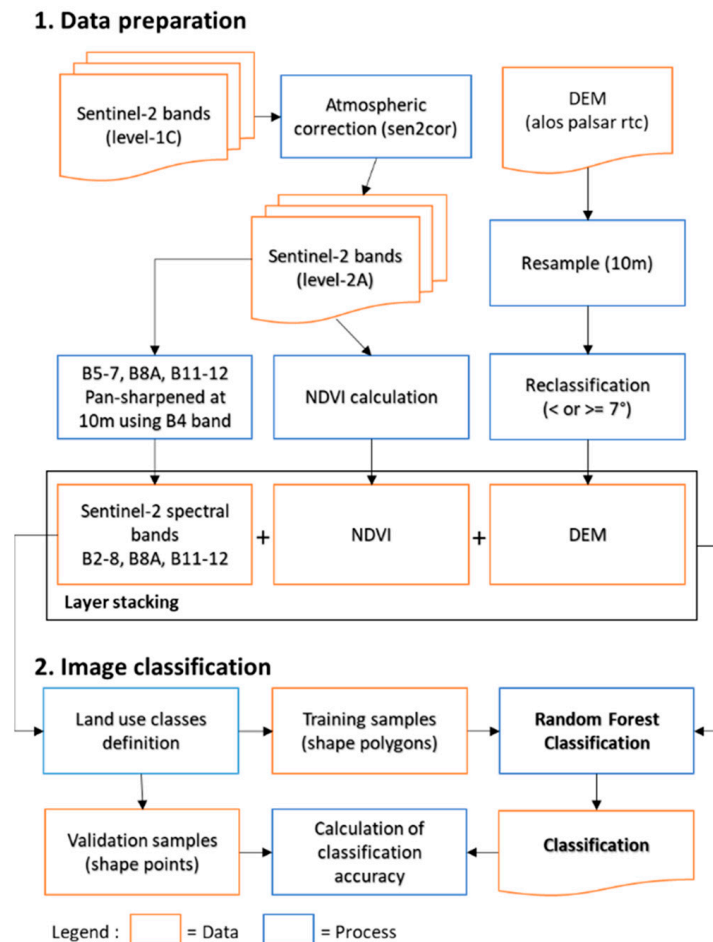 1. Data preparation
Sentinel-2 bands
(level-1C)
Atmospheric
correction (sen2cor)
DEM
(alos palsar rtc)
Sentinel-2 bands
(level-2A)
Resample (10m)
B5-7, B8A, B11-12
Pan-sharpened at
10m using B4 band
NDVI calculation
Reclassification
(< or >= 7°)
Sentinel-2 spectral
bands
B2-8, B8A, B11-12
+
NDVI
+
DEM
Layer stacking
2. Image classification
Land use classes
definition
Training samples
(shape polygons)
Random Forest
Classification
Validation samples
(shape points)
Calculation of
classification
accuracy
Classification
Legend : = Data = Process